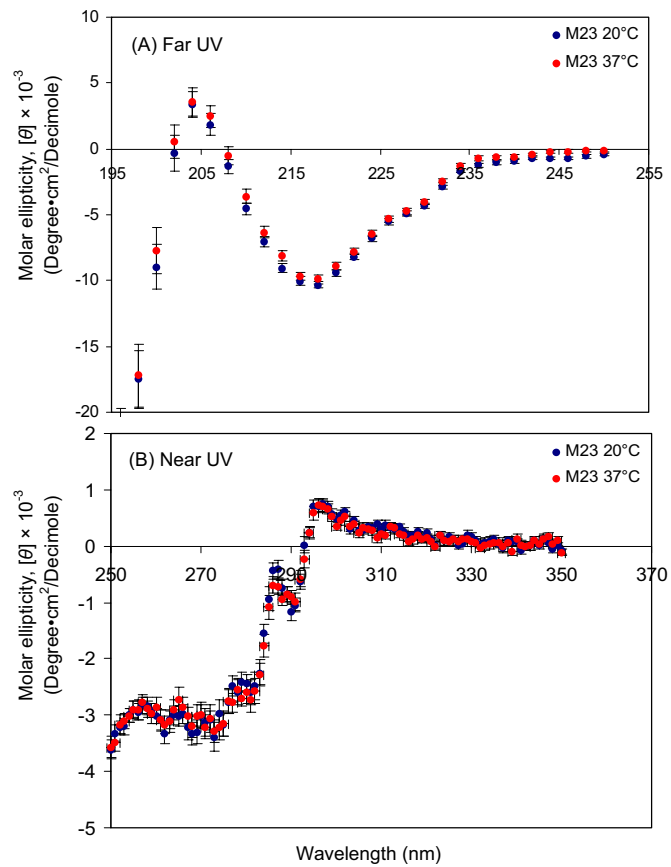 10
(A) Far UV
M23 20°C
M23 37°C
5
0
195 205 215 225 235 245 255
-5
-10
-15
-20
Molar ellipticity, [θ] × 10⁻³
(Degree•cm²/Decimole)
2
(B) Near UV
M23 20°C
M23 37°C
1
0
250 270 290 310 330 350 370
-1
-2
-3
-4
-5
Molar ellipticity, [θ] × 10⁻³
(Degree•cm²/Decimole)
Wavelength (nm)